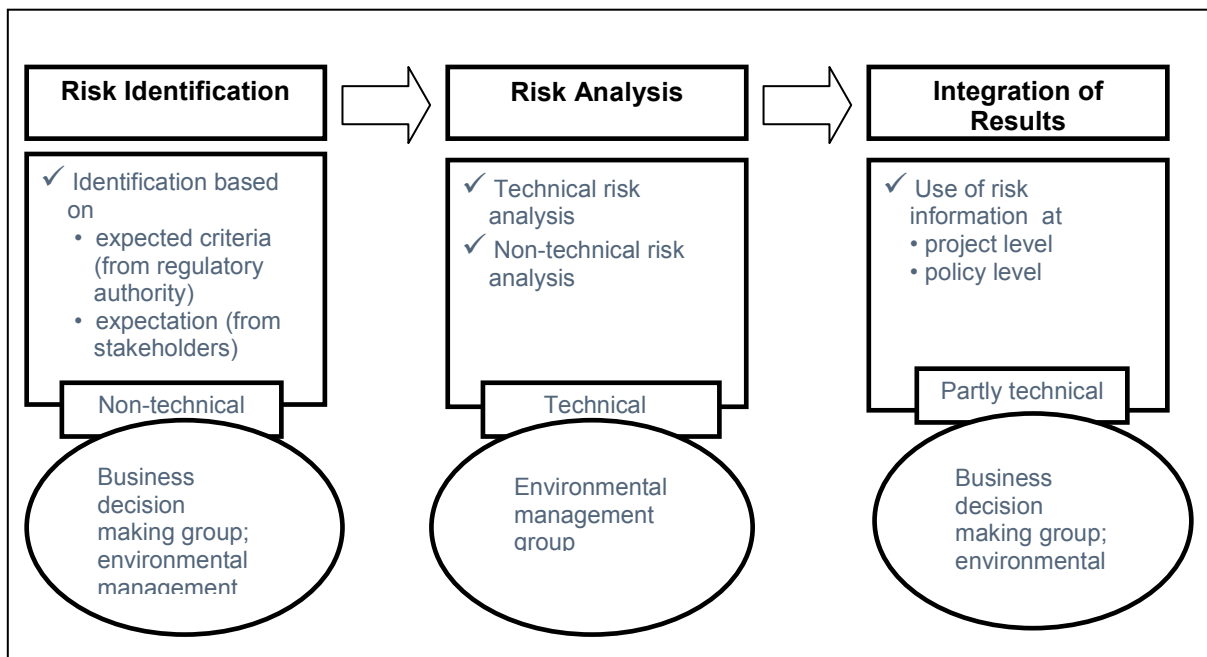 Risk Identification
✓ Identification based
on
• expected criteria
(from regulatory
authority)
• expectation (from
stakeholders)
Non-technical
Business
decision
making group;
environmental
management
Risk Analysis
✓ Technical risk
analysis
✓ Non-technical risk
analysis
Technical
Environmental
management
group
Integration of
Results
✓ Use of risk
information at
• project level
• policy level
Partly technical
Business
decision
making group;
environmental